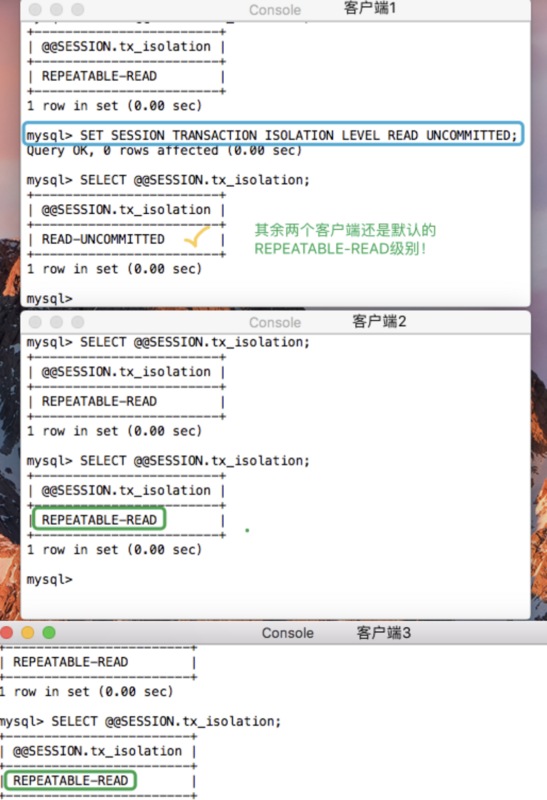 Console 客户端1
+-------------------------+
| @@SESSION.tx_isolation |
+-------------------------+
| REPEATABLE-READ |
+-------------------------+
1 row in set (0.00 sec)
mysql> SET SESSION TRANSACTION ISOLATION LEVEL READ UNCOMMITTED;
Query OK, 0 rows affected (0.00 sec)
mysql> SELECT @@SESSION.tx_isolation;
+-------------------------+
| @@SESSION.tx_isolation |
+-------------------------+
| READ-UNCOMMITTED |
+-------------------------+
其余两个客户端还是默认的
REPEATABLE-READ级别!
1 row in set (0.00 sec)
mysql>
Console 客户端2
mysql> SELECT @@SESSION.tx_isolation;
+-------------------------+
| @@SESSION.tx_isolation |
+-------------------------+
| REPEATABLE-READ |
+-------------------------+
1 row in set (0.00 sec)
mysql> SELECT @@SESSION.tx_isolation;
+-------------------------+
| @@SESSION.tx_isolation |
+-------------------------+
| REPEATABLE-READ |
+-------------------------+
1 row in set (0.00 sec)
mysql>
Console 客户端3
+-------------------------+
| REPEATABLE-READ |
+-------------------------+
1 row in set (0.00 sec)
mysql> SELECT @@SESSION.tx_isolation;
+-------------------------+
| @@SESSION.tx_isolation |
+-------------------------+
| REPEATABLE-READ |
+-------------------------+